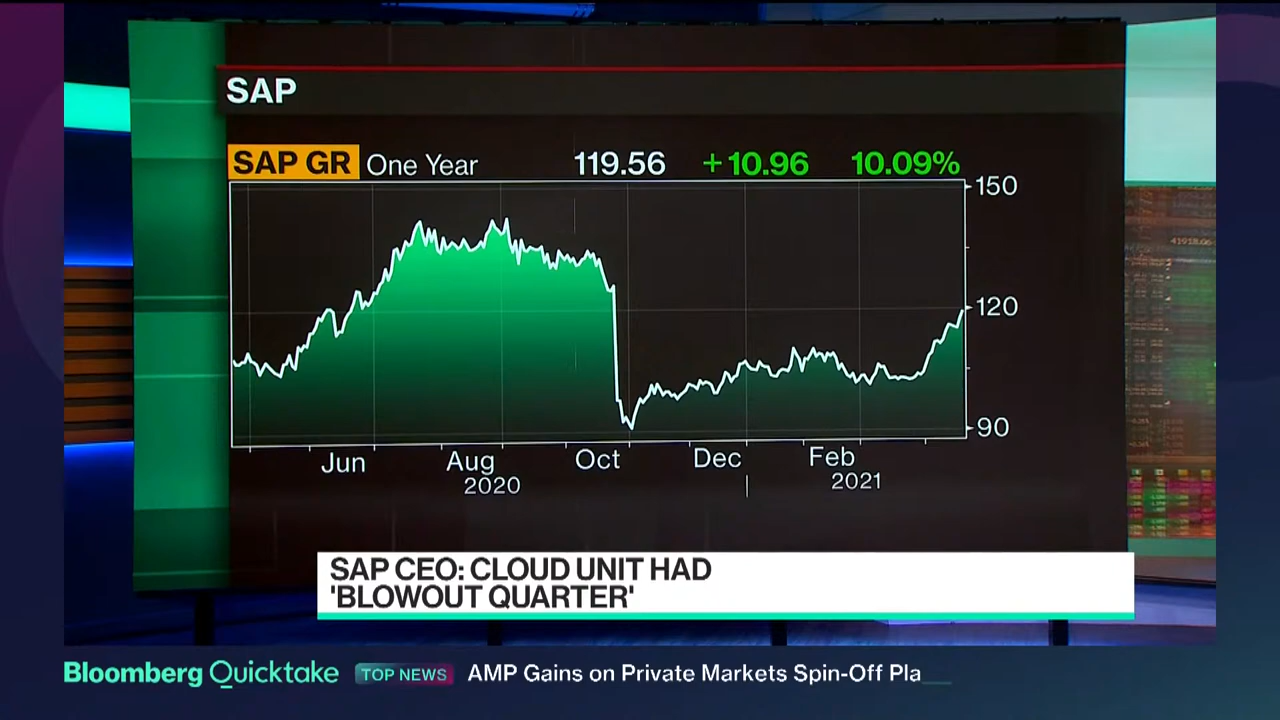 SAP
SAP GR One Year 119.56 +10.96 10.09%
150
120
90
Jun Aug Oct Dec Feb
2020 2021
41918.06
SAP CEO: CLOUD UNIT HAD
'BLOWOUT QUARTER'
Bloomberg Quicktake TOP NEWS AMP Gains on Private Markets Spin-Off Pla